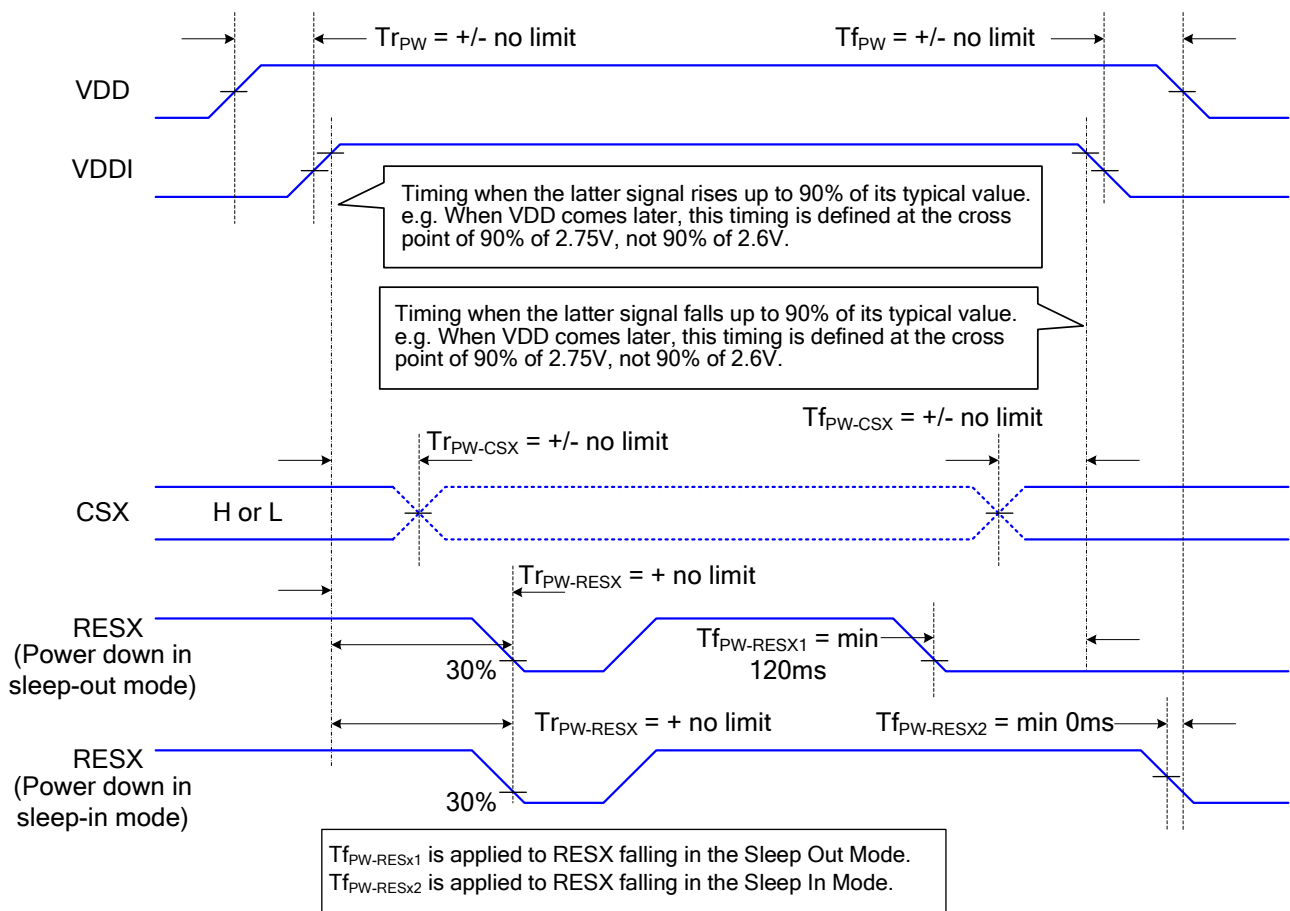 Tr_PW = +/- no limit
Tf_PW = +/- no limit
VDD
VDDI
Timing when the latter signal rises up to 90% of its typical value.
e.g. When VDD comes later, this timing is defined at the cross
point of 90% of 2.75V, not 90% of 2.6V.
Timing when the latter signal falls up to 90% of its typical value.
e.g. When VDD comes later, this timing is defined at the cross
point of 90% of 2.75V, not 90% of 2.6V.
Tf_PW-CSX = +/- no limit
Tr_PW-CSX = +/- no limit
CSX
H or L
Tr_PW-RESX = + no limit
RESX
(Power down in
sleep-out mode)
30%
Tf_PW-RESX1 = min
120ms
Tr_PW-RESX = + no limit
Tf_PW-RESX2 = min 0ms
RESX
(Power down in
sleep-in mode)
30%
Tf_PW-RESx1 is applied to RESX falling in the Sleep Out Mode.
Tf_PW-RESx2 is applied to RESX falling in the Sleep In Mode.